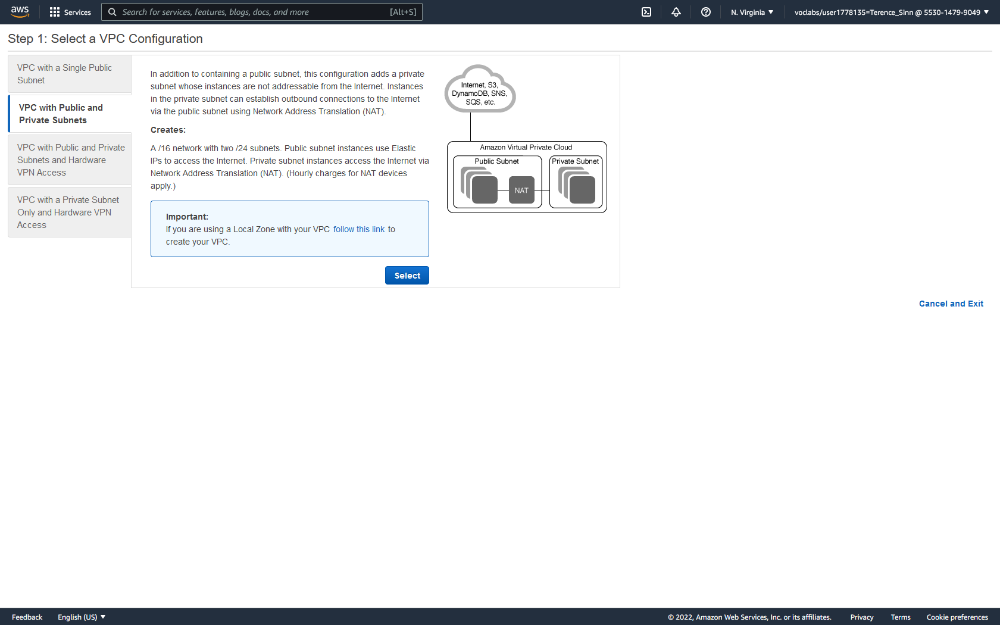 aws
Services
Search for services, features, blogs, docs, and more
[Alt+S]
N. Virginia
voclabs/user1778135=Terence_Sinn @ 5530-1479-9049
Step 1: Select a VPC Configuration
VPC with a Single Public
Subnet
VPC with Public and
Private Subnets
VPC with Public and Private
Subnets and Hardware
VPN Access
VPC with a Private Subnet
Only and Hardware VPN
Access
In addition to containing a public subnet, this configuration adds a private
subnet whose instances are not addressable from the Internet. Instances
in the private subnet can establish outbound connections to the Internet
via the public subnet using Network Address Translation (NAT).
Creates:
A /16 network with two /24 subnets. Public subnet instances use Elastic
IPs to access the Internet. Private subnet instances access the Internet via
Network Address Translation (NAT). (Hourly charges for NAT devices
apply.)
Important:
If you are using a Local Zone with your VPC follow this link to
create your VPC.
Select
Internet, S3,
DynamoDB, SNS,
SQS, etc.
Amazon Virtual Private Cloud
Public Subnet
Private Subnet
NAT
Cancel and Exit
Feedback
English (US)
© 2022, Amazon Web Services, Inc. or its affiliates.
Privacy
Terms
Cookie preferences